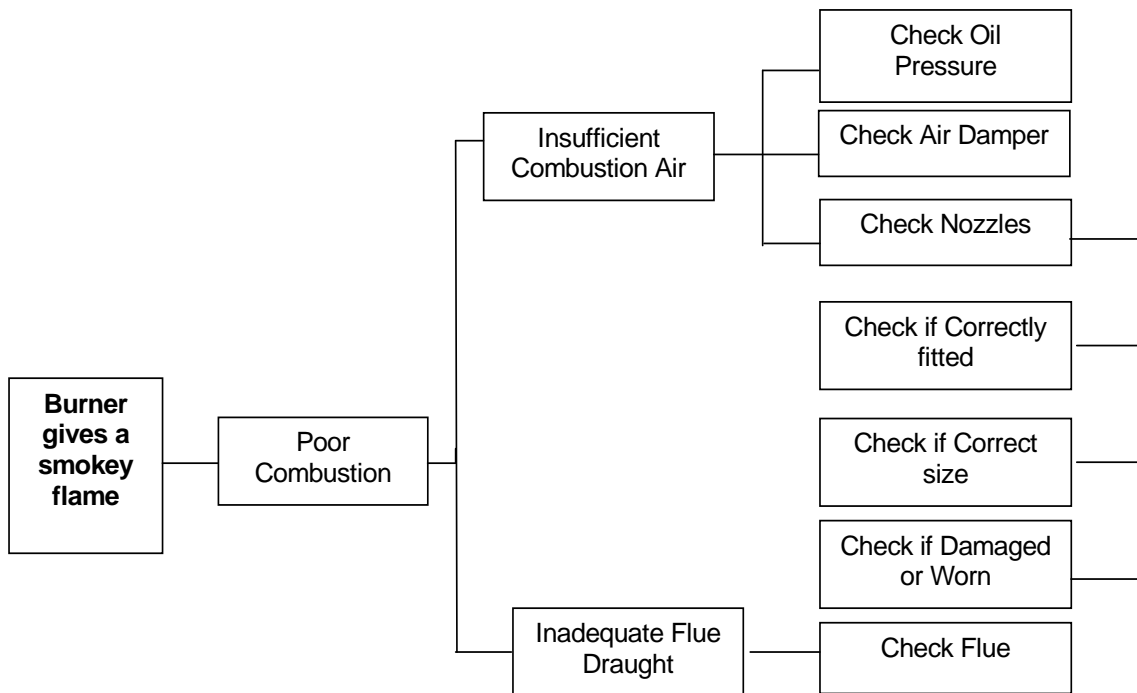 Burner
gives a
smokey
flame
Poor
Combustion
Insufficient
Combustion Air
Inadequate Flue
Draught
Check Oil
Pressure
Check Air Damper
Check Nozzles
Check if Correctly
fitted
Check if Correct
size
Check if Damaged
or Worn
Check Flue